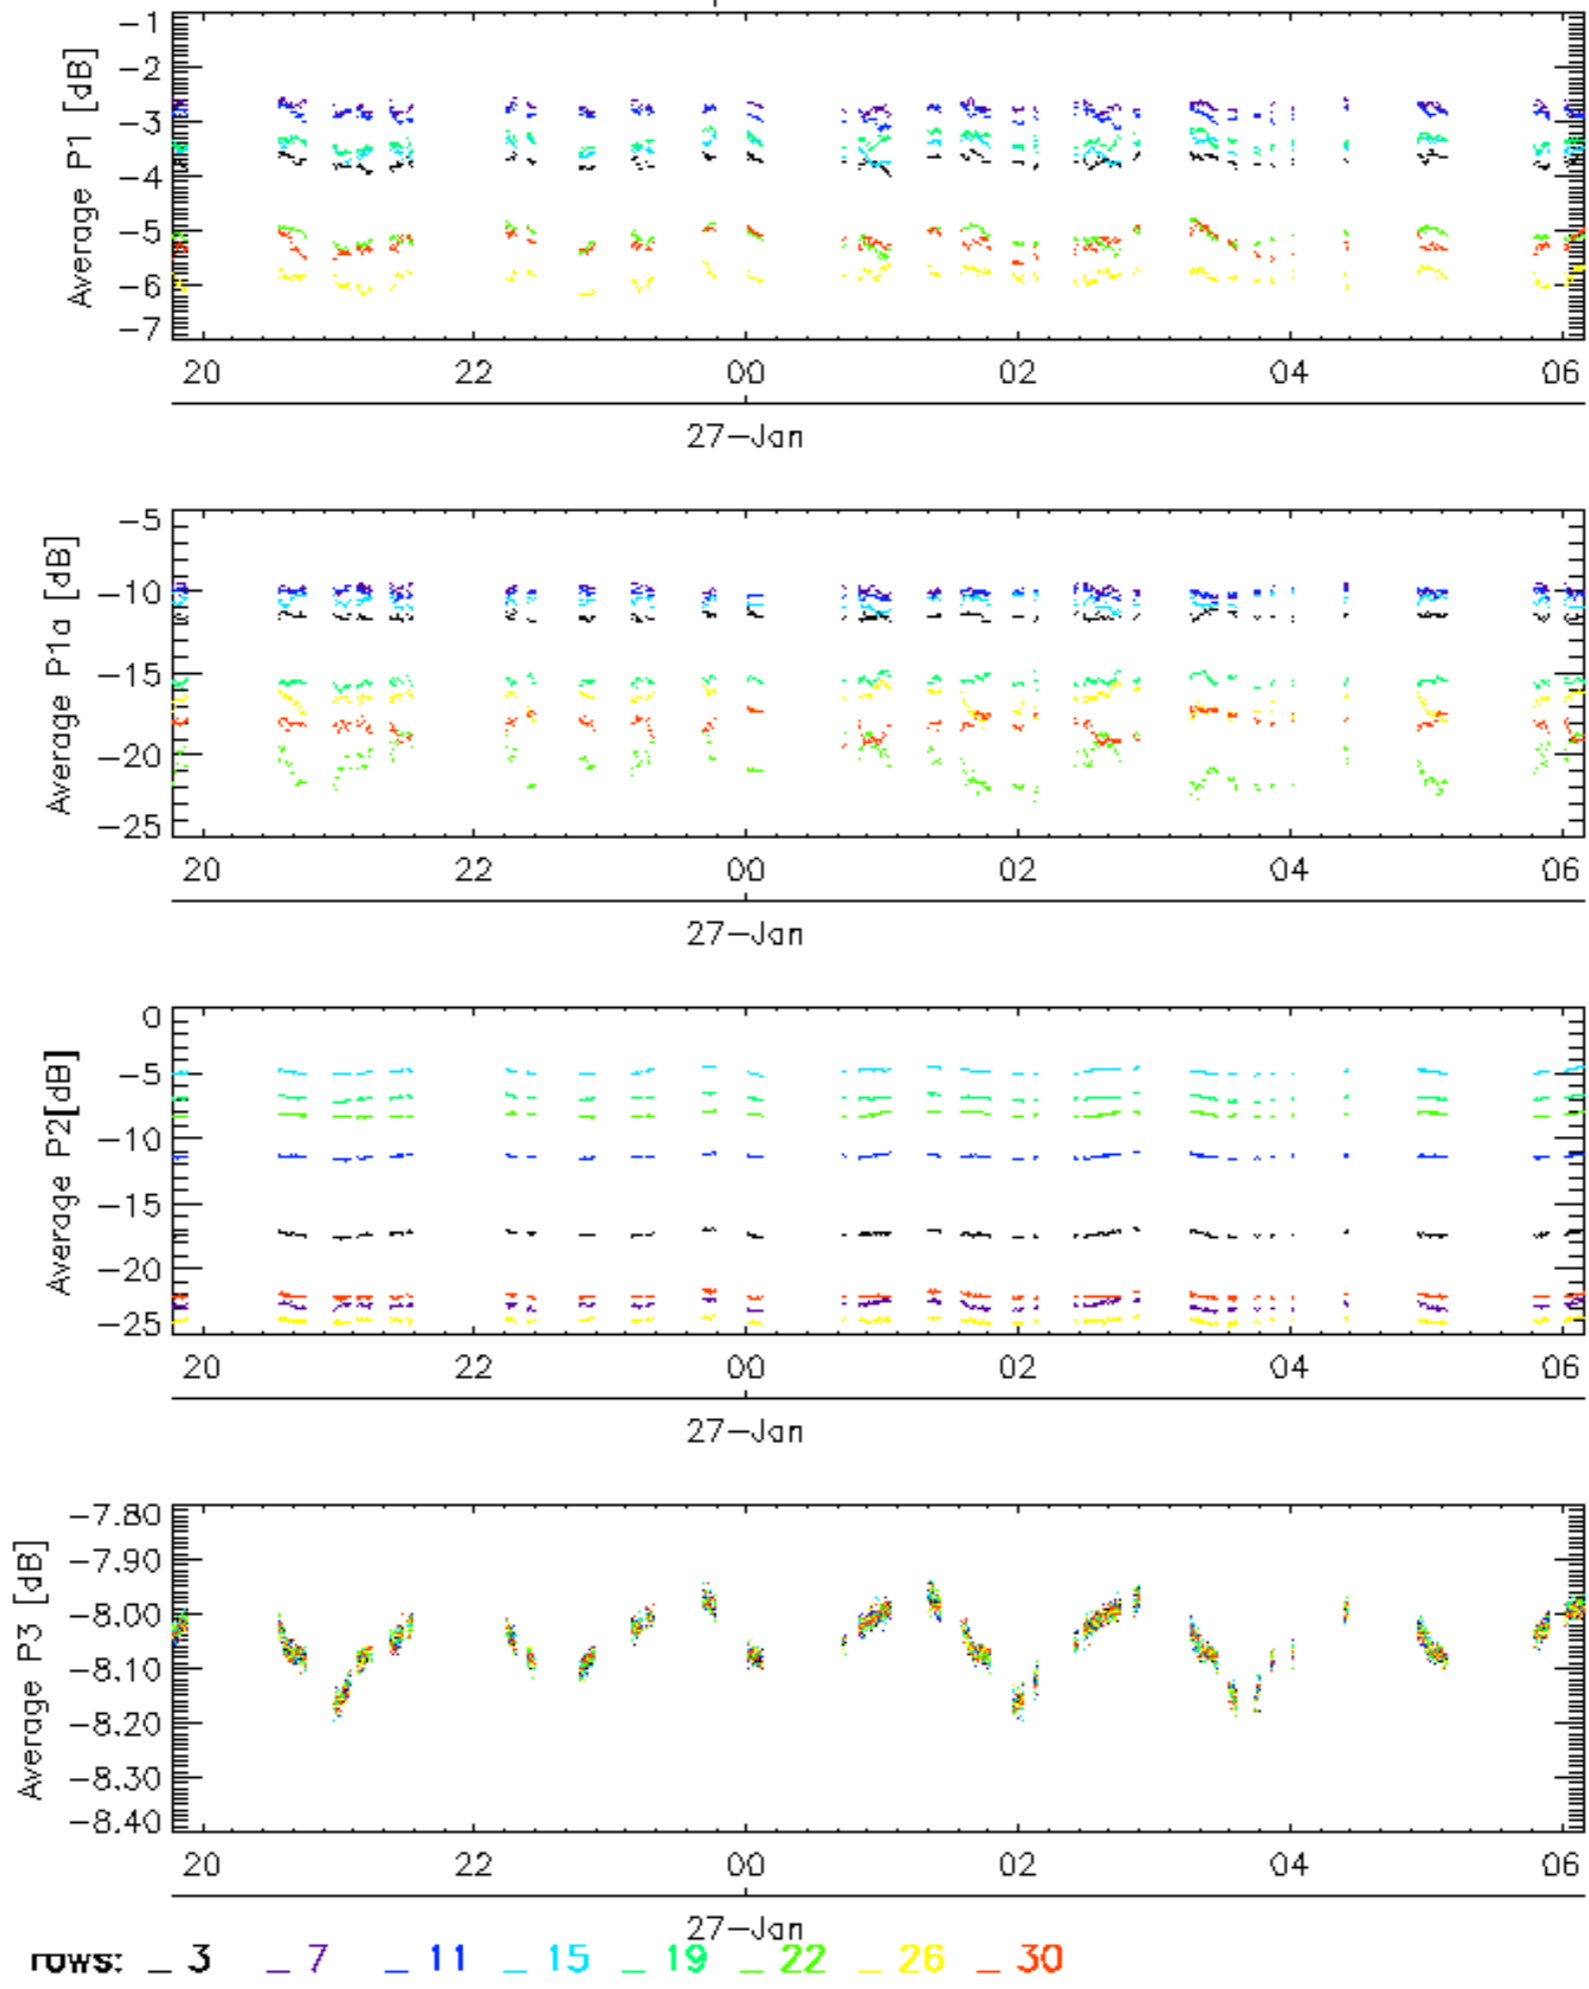 Average P1 [dB]
-1
-2
-3
-4
-5
-6
-7
20 22 00 02 04 06
27-Jan
Average P1a [dB]
-5
-10
-15
-20
-25
20 22 00 02 04 06
27-Jan
Average P2[dB]
0
-5
-10
-15
-20
-25
20 22 00 02 04 06
27-Jan
Average P3 [dB]
-7.80
-7.90
-8.00
-8.10
-8.20
-8.30
-8.40
20 22 00 02 04 06
27-Jan
rows: _ 3 _ 7 _ 11 _ 15 _ 19 _ 22 _ 26 _ 30